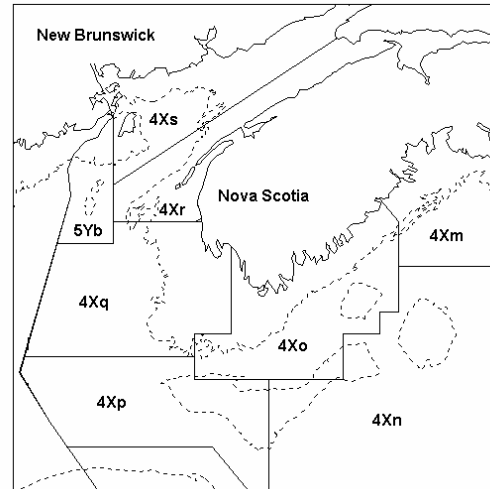 New Brunswick
4Xs
Nova Scotia
4Xr
5Yb
4Xm
4Xq
4Xo
4Xp
4Xn